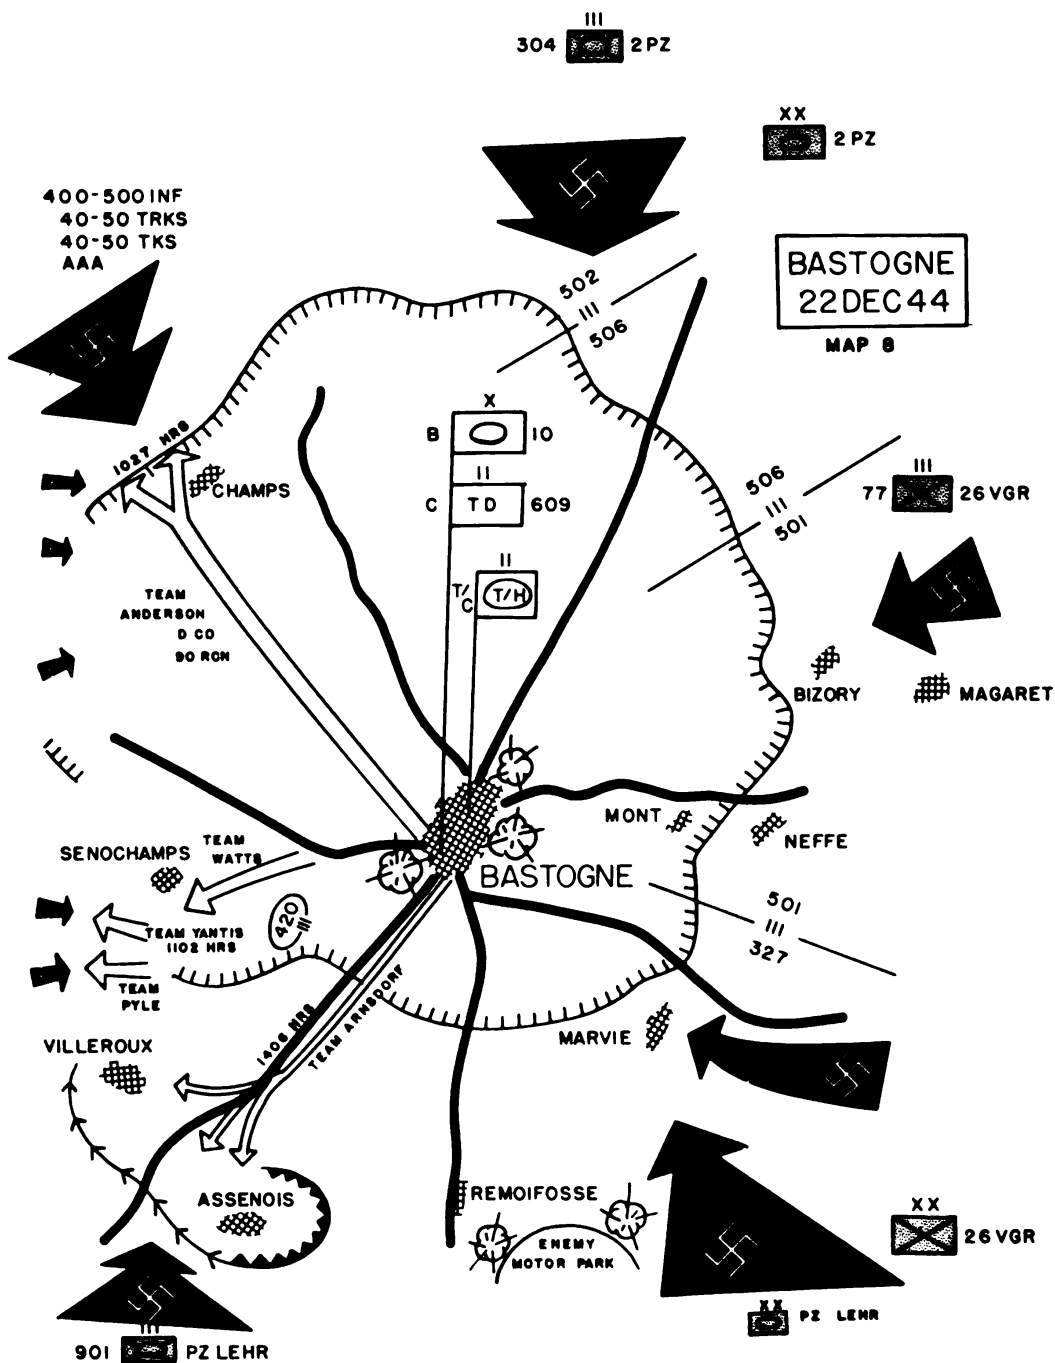 III
304 2 PZ
XX
2 PZ
400-500 INF
40-50 TRKS
40-50 TKS
AAA
BASTOGNE
22 DEC 44
MAP 8
502
III
506
X
B 10
II
C TD 609
II
T/C T/H
1027 HRS
CHAMPS
506
III
501
III
77 26 VGR
TEAM
ANDERSON
D CO
90 RCN
BIZORY
MAGARET
MONT
NEFFE
SENOCHAMPS
TEAM
WATTS
BASTOGNE
420
III
TEAM YANTIS
1102 HRS
TEAM
PYLE
501
III
327
1406 HRS
TEAM ARNSDORF
VILLEROUX
MARVIE
ASSENOIS
REMOIFOSSE
ENEMY
MOTOR PARK
XX
26 VGR
XX
PZ LEHR
III
901 PZ LEHR